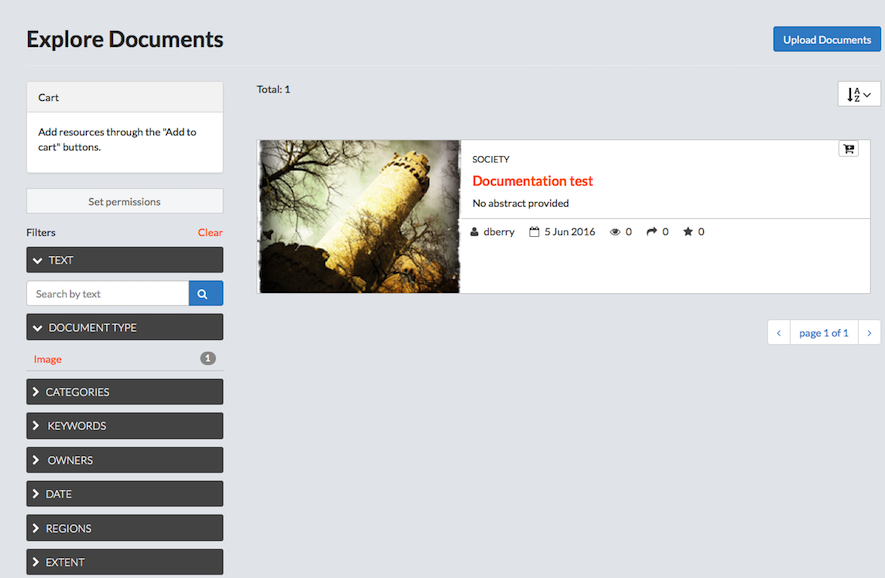 Explore Documents
Upload Documents
Cart
Add resources through the "Add to
cart" buttons.
Set permissions
Filters Clear
TEXT
Search by text
DOCUMENT TYPE
Image 1
CATEGORIES
KEYWORDS
OWNERS
DATE
REGIONS
EXTENT
Total: 1
A
Z
SOCIETY
Documentation test
No abstract provided
dberry 5 Jun 2016 0 0 0
page 1 of 1